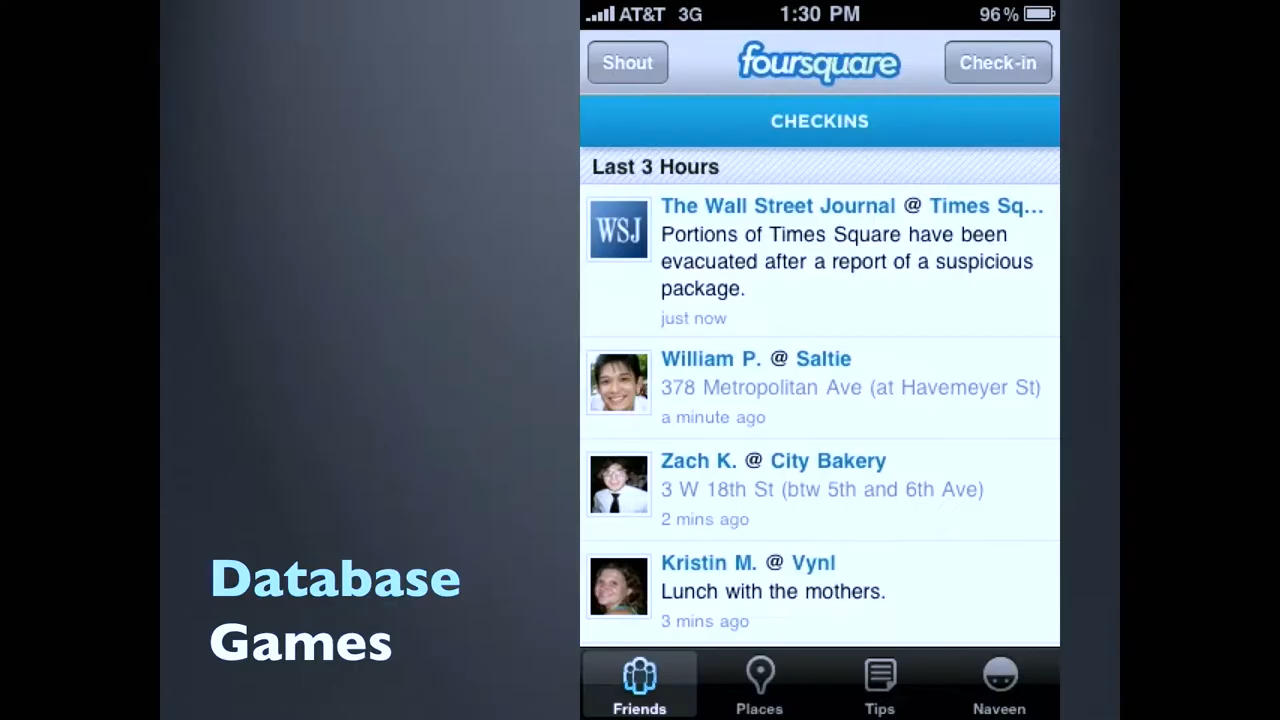 AT&T 3G 1:30 PM 96%
Shout foursquare Check-in
CHECKINS
Last 3 Hours
WSJ
The Wall Street Journal @ Times Sq...
Portions of Times Square have been
evacuated after a report of a suspicious
package.
just now
William P. @ Saltie
378 Metropolitan Ave (at Havemeyer St)
a minute ago
Zach K. @ City Bakery
3 W 18th St (btw 5th and 6th Ave)
2 mins ago
Kristin M. @ Vynl
Lunch with the mothers.
3 mins ago
Friends Places Tips Naveen
Database
Games